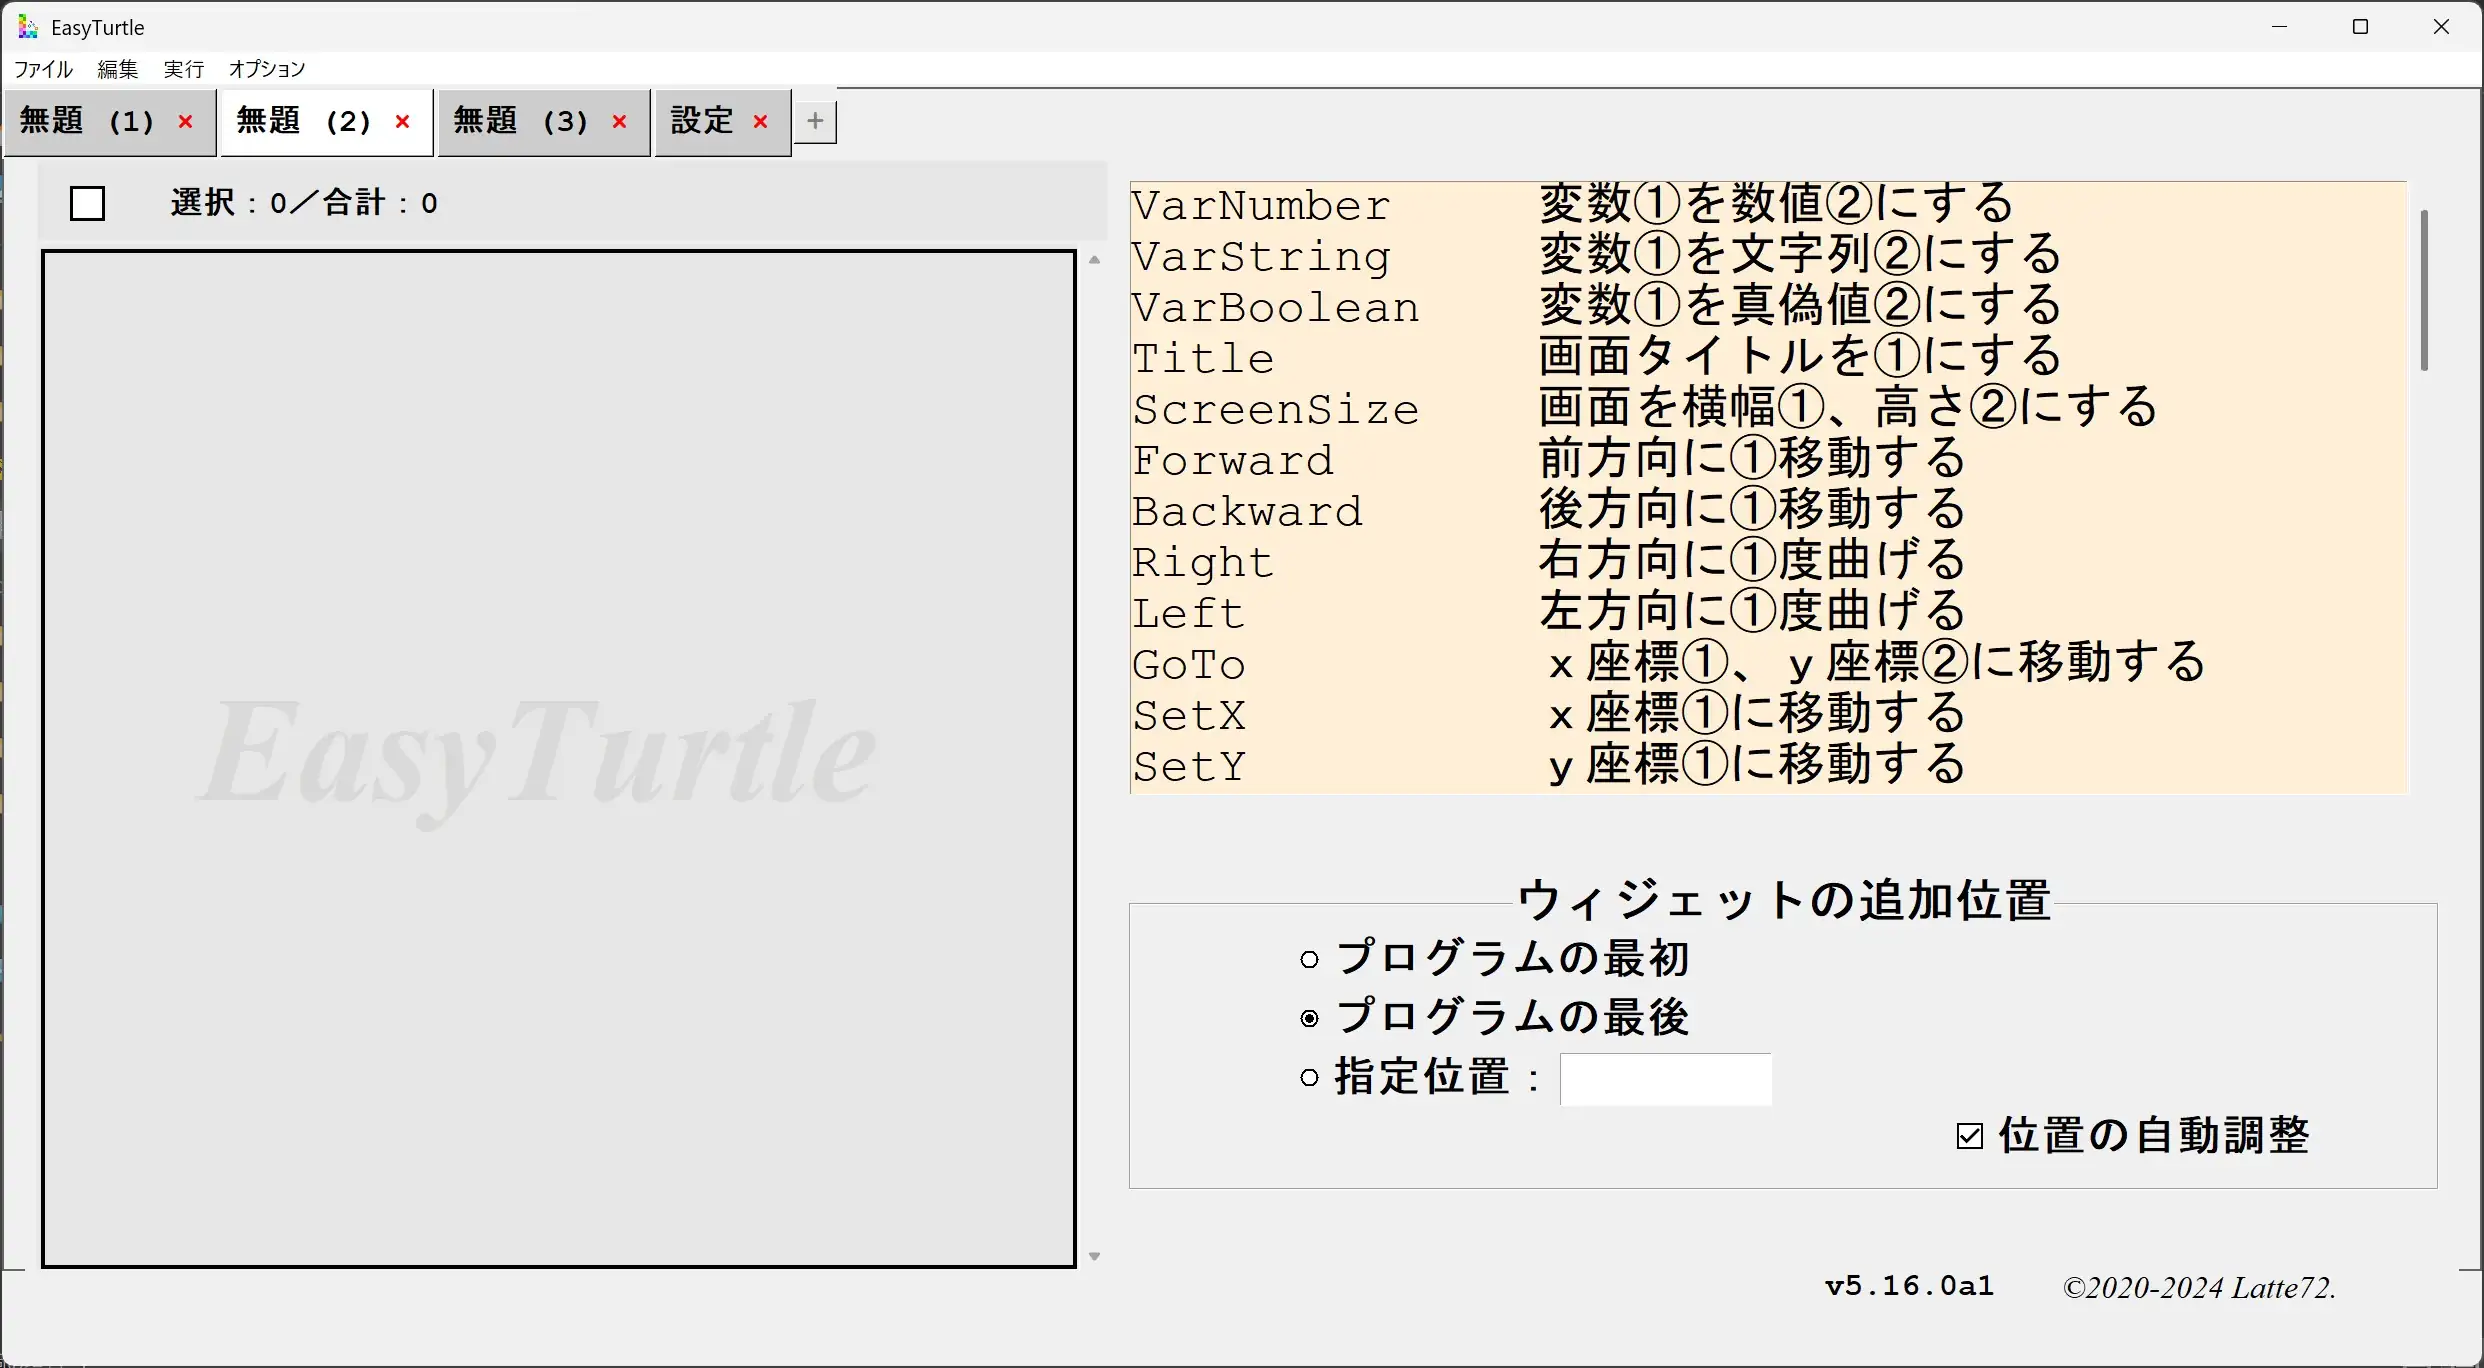 EasyTurtle
ファイル 編集 実行 オプション
無題 (1) × 無題 (2) × 無題 (3) × 設定 × +
選択：0／合計：0
EasyTurtle
VarNumber 変数①を数値②にする
VarString 変数①を文字列②にする
VarBoolean 変数①を真偽値②にする
Title 画面タイトルを①にする
ScreenSize 画面を横幅①、高さ②にする
Forward 前方向に①移動する
Backward 後方向に①移動する
Right 右方向に①度曲げる
Left 左方向に①度曲げる
GoTo ｘ座標①、ｙ座標②に移動する
SetX ｘ座標①に移動する
SetY ｙ座標①に移動する
ウィジェットの追加位置
プログラムの最初
プログラムの最後
指定位置：
位置の自動調整
v5.16.0a1 ©2020-2024 Latte72.